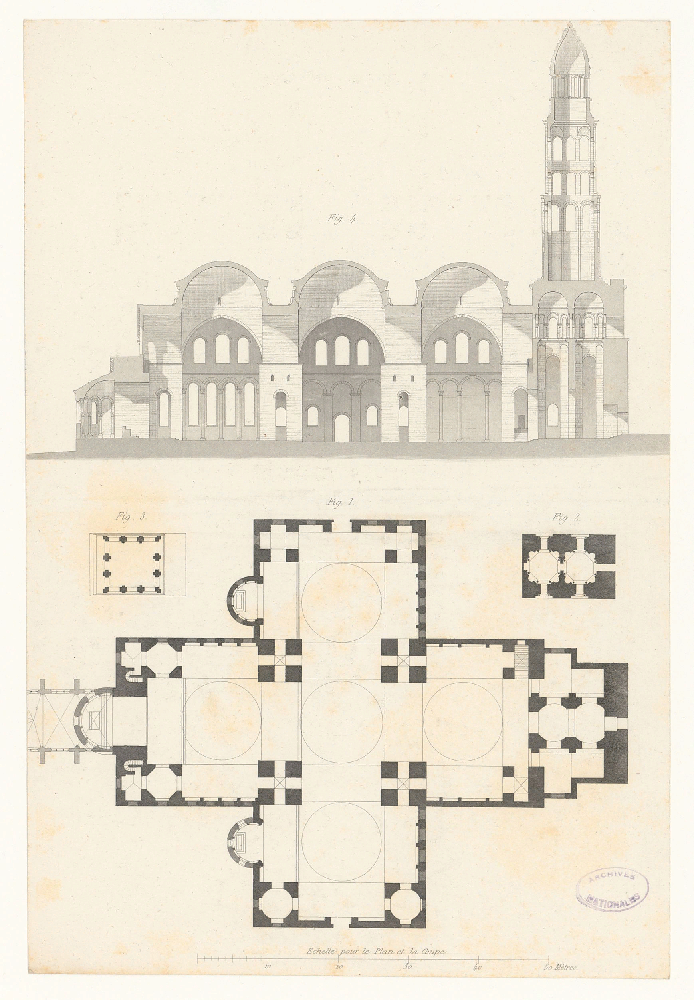 Fig. 4.
Fig. 1.
Fig. 3.
Fig. 2.
ARCHIVES
NATIONALES
Echelle pour le Plan et la Coupe
10 20 30 40 50 Mètres.